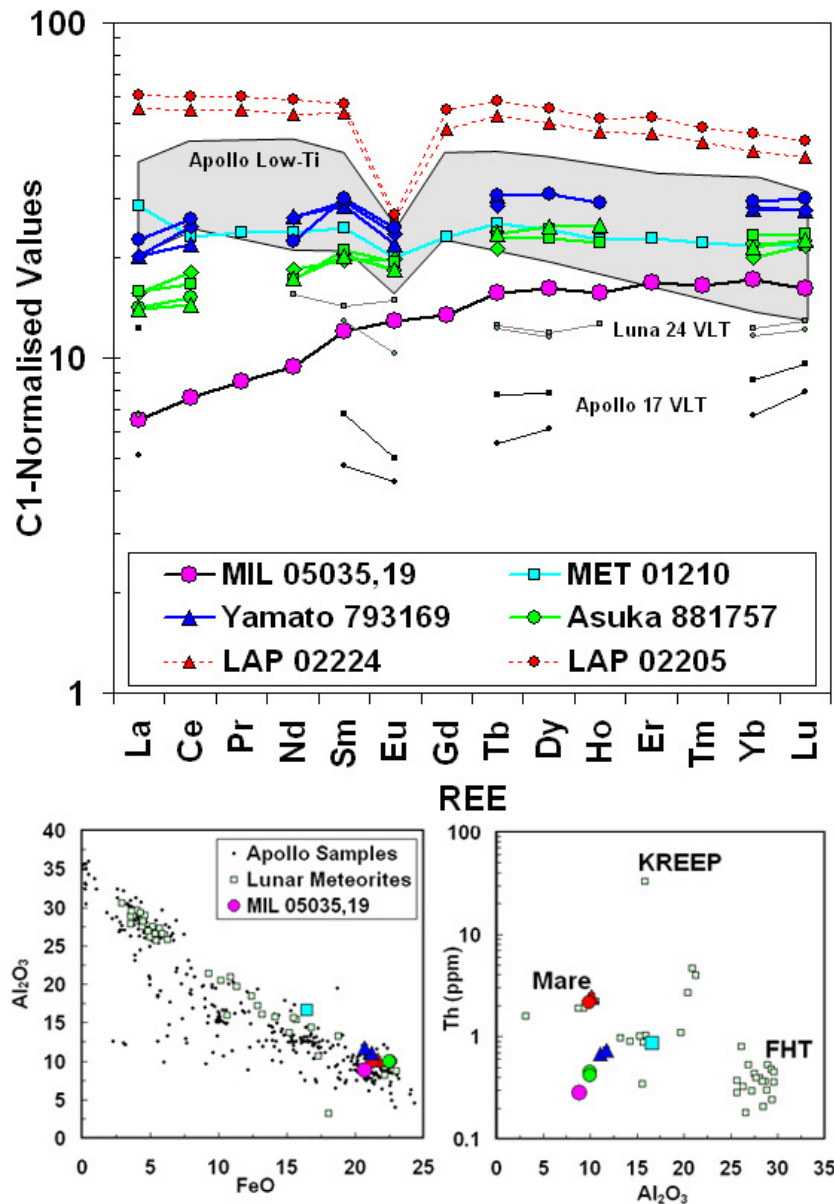 100
Apollo Low-Ti
10
Luna 24 VLT
Apollo 17 VLT
C1-Normalised Values
MIL 05035,19 MET 01210
Yamato 793169 Asuka 881757
LAP 02224 LAP 02205
1
La Ce Pr Nd Sm Eu Gd Tb Dy Ho Er Tm Yb Lu
REE
40
35
30
25
20
15
10
5
0
Al2O3
Apollo Samples
Lunar Meteorites
MIL 05035,19
0 5 10 15 20 25
FeO
100
10
1
0.1
Th (ppm)
KREEP
Mare
FHT
0 5 10 15 20 25 30 35
Al2O3